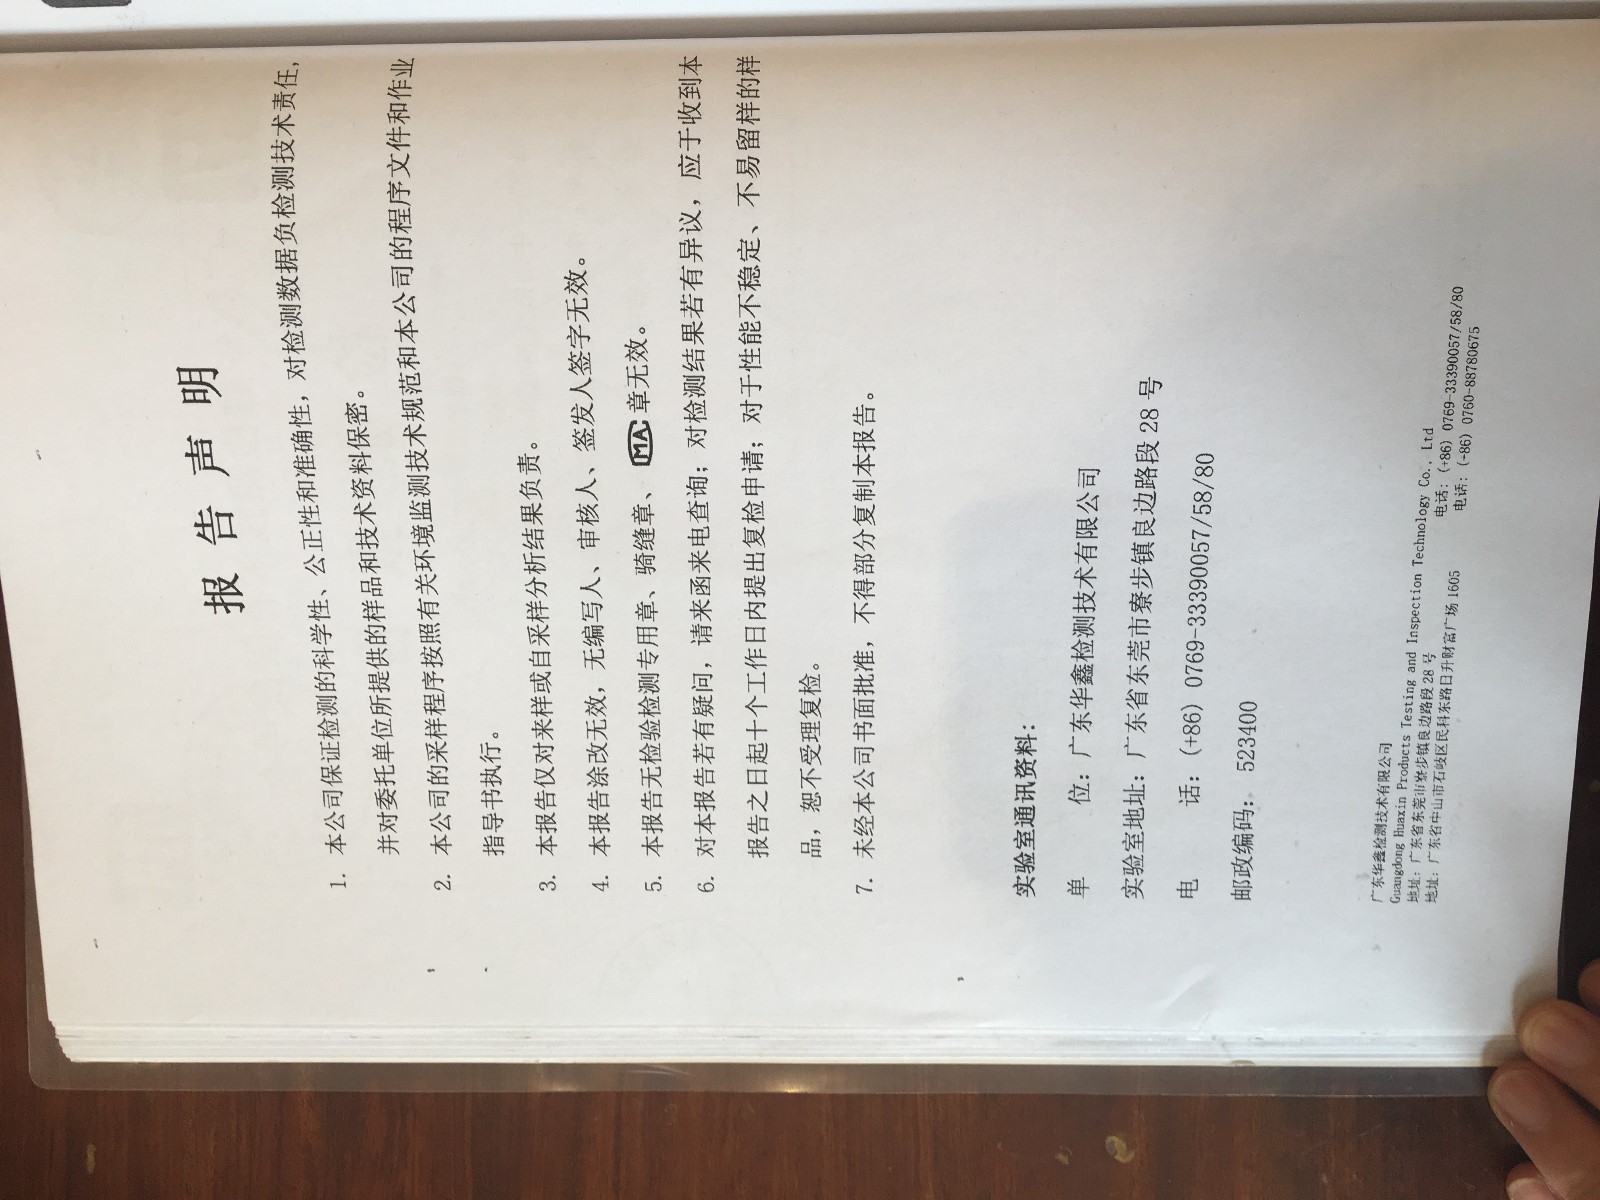 报告声明
1. 本公司保证检测的科学性、公正性和准确性，对检测数据负检测技术责任，
并对委托单位所提供的样品和技术资料保密。
2. 本公司的采样程序按照有关环境监测技术规范和本公司的程序文件和作业
指导书执行。
3. 本报告仅对来样或自采样分析结果负责。
4. 本报告涂改无效，无编写人、审核人、签发人签字无效。
5. 本报告无检验检测专用章、骑缝章、 MA 章无效。
6. 对本报告若有疑问，请来函来电查询；对检测结果若有异议，应于收到本
报告之日起十个工作日内提出复检申请；对于性能不稳定、不易留样的样
品，恕不受理复检。
7. 未经本公司书面批准，不得部分复制本报告。
实验室通讯资料：
单 位：广东华鑫检测技术有限公司
实验室地址：广东省东莞市寮步镇良边路段 28 号
电 话：(+86) 0769-33390057/58/80
邮政编码： 523400
广东华鑫检测技术有限公司
Guangdong Huaxin Products Testing and Inspection Technology Co., Ltd
地址：广东省东莞市寮步镇良边路段 28 号 电话：(+86) 0769-33390057/58/80
地址：广东省中山市石岐区民科东路日升财富广场 1605 电话：(+86) 0760-88780675